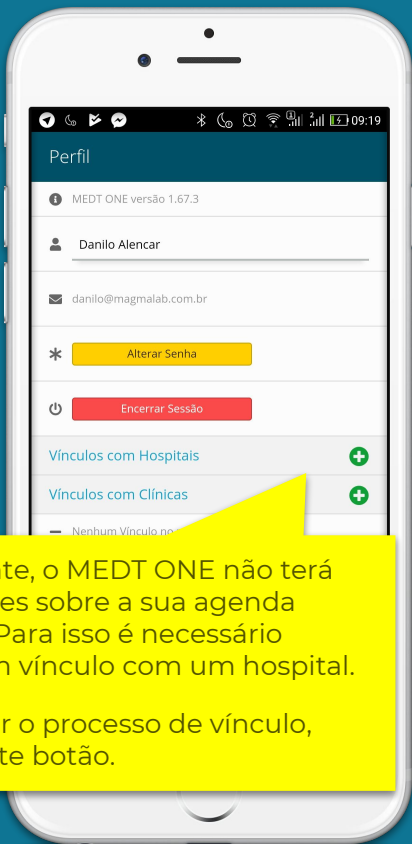 09:19
Perfil
MEDT ONE versão 1.67.3
Danilo Alencar
danilo@magmalab.com.br
Alterar Senha
Encerrar Sessão
Vínculos com Hospitais
Vínculos com Clínicas
Nenhum Vínculo no
te, o MEDT ONE não terá
es sobre a sua agenda
Para isso é necessário
vínculo com um hospital.
r o processo de vínculo,
te botão.